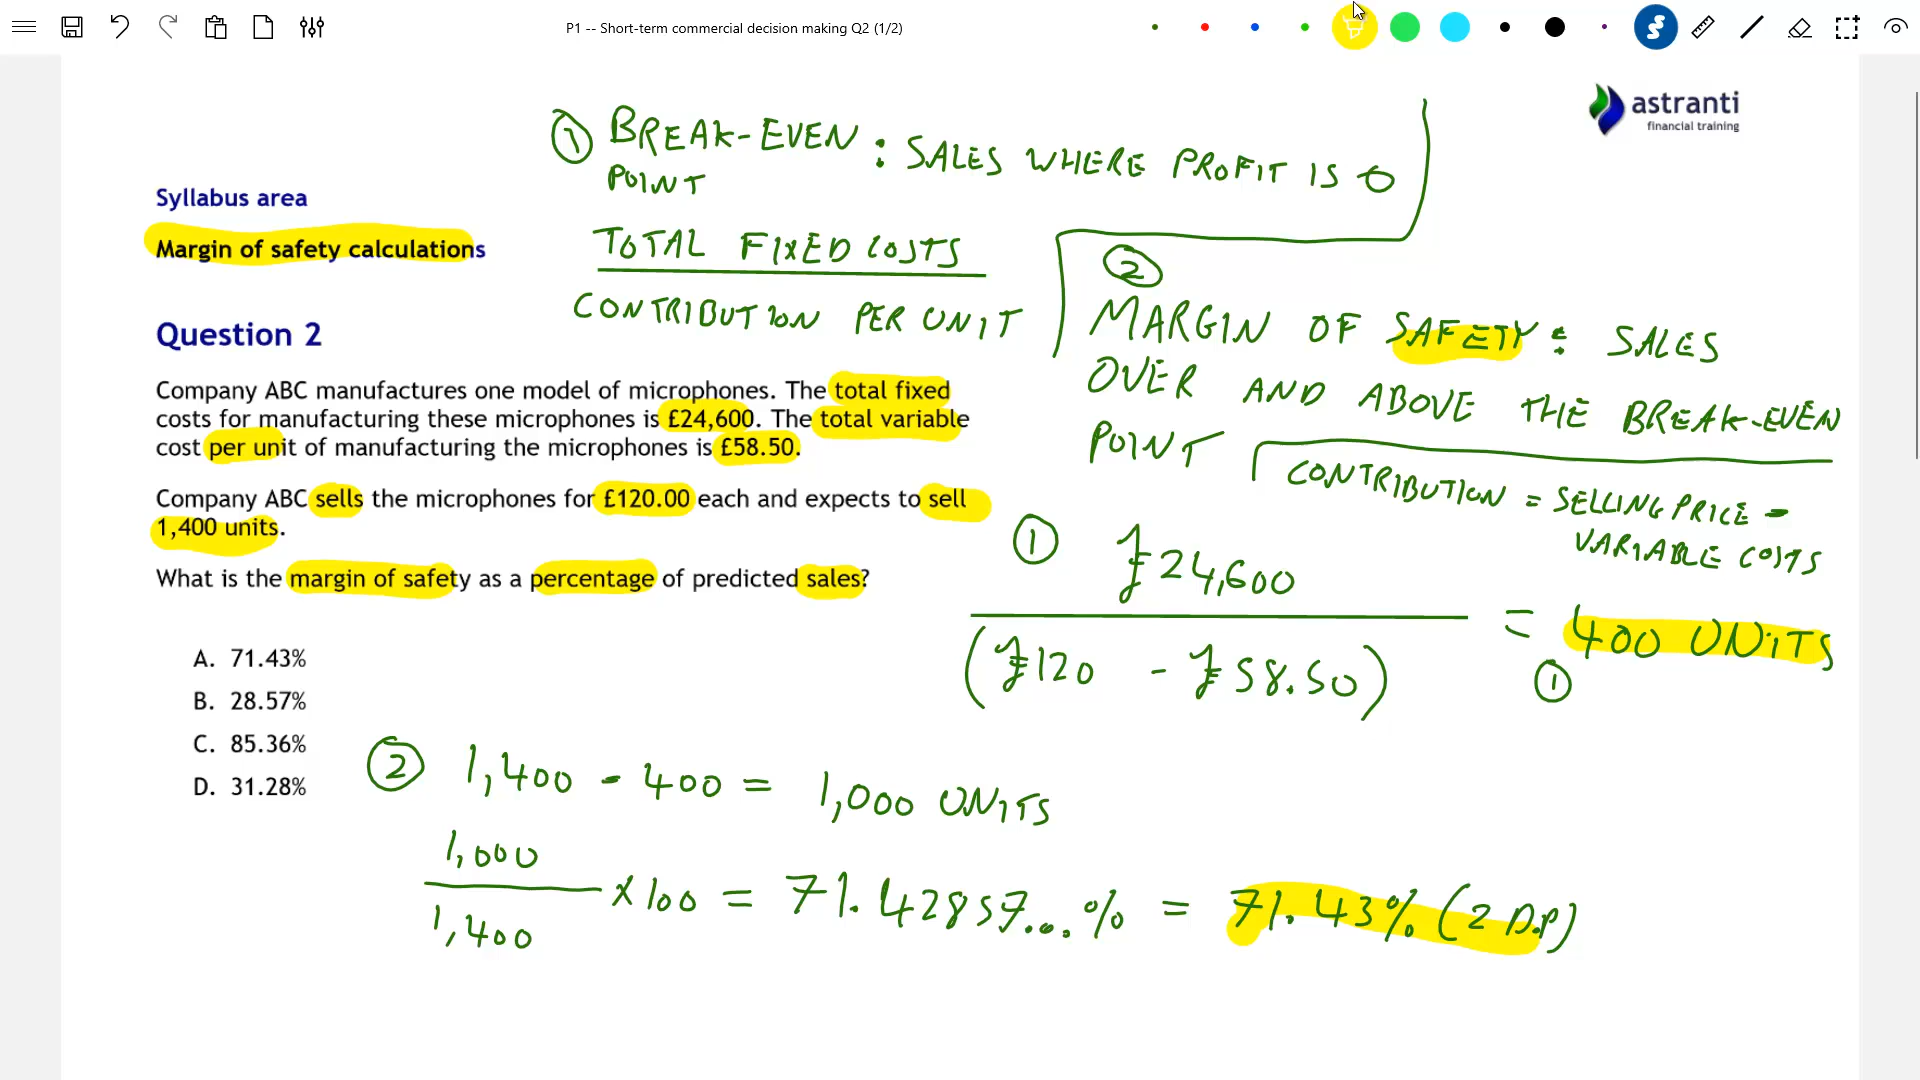 P1 -- Short-term commercial decision making Q2 (1/2)
astranti
financial training
① BREAK-EVEN : SALES WHERE PROFIT IS 0
POINT
Syllabus area
Margin of safety calculations
TOTAL FIXED COSTS
CONTRIBUTION PER UNIT
②
MARGIN OF SAFETY : SALES
OVER AND ABOVE THE BREAK-EVEN
POINT
CONTRIBUTION = SELLING PRICE -
VARIABLE COSTS
Question 2
Company ABC manufactures one model of microphones. The total fixed
costs for manufacturing these microphones is £24,600. The total variable
cost per unit of manufacturing the microphones is £58.50.
Company ABC sells the microphones for £120.00 each and expects to sell
1,400 units.
What is the margin of safety as a percentage of predicted sales?
A. 71.43%
B. 28.57%
C. 85.36%
D. 31.28%
① £24,600
(£120 - £58.50)
= 400 UNITS
①
② 1,400 - 400 = 1,000 UNITS
1,000
1,400
× 100 = 71.42857...% = 71.43% (2 D.P)